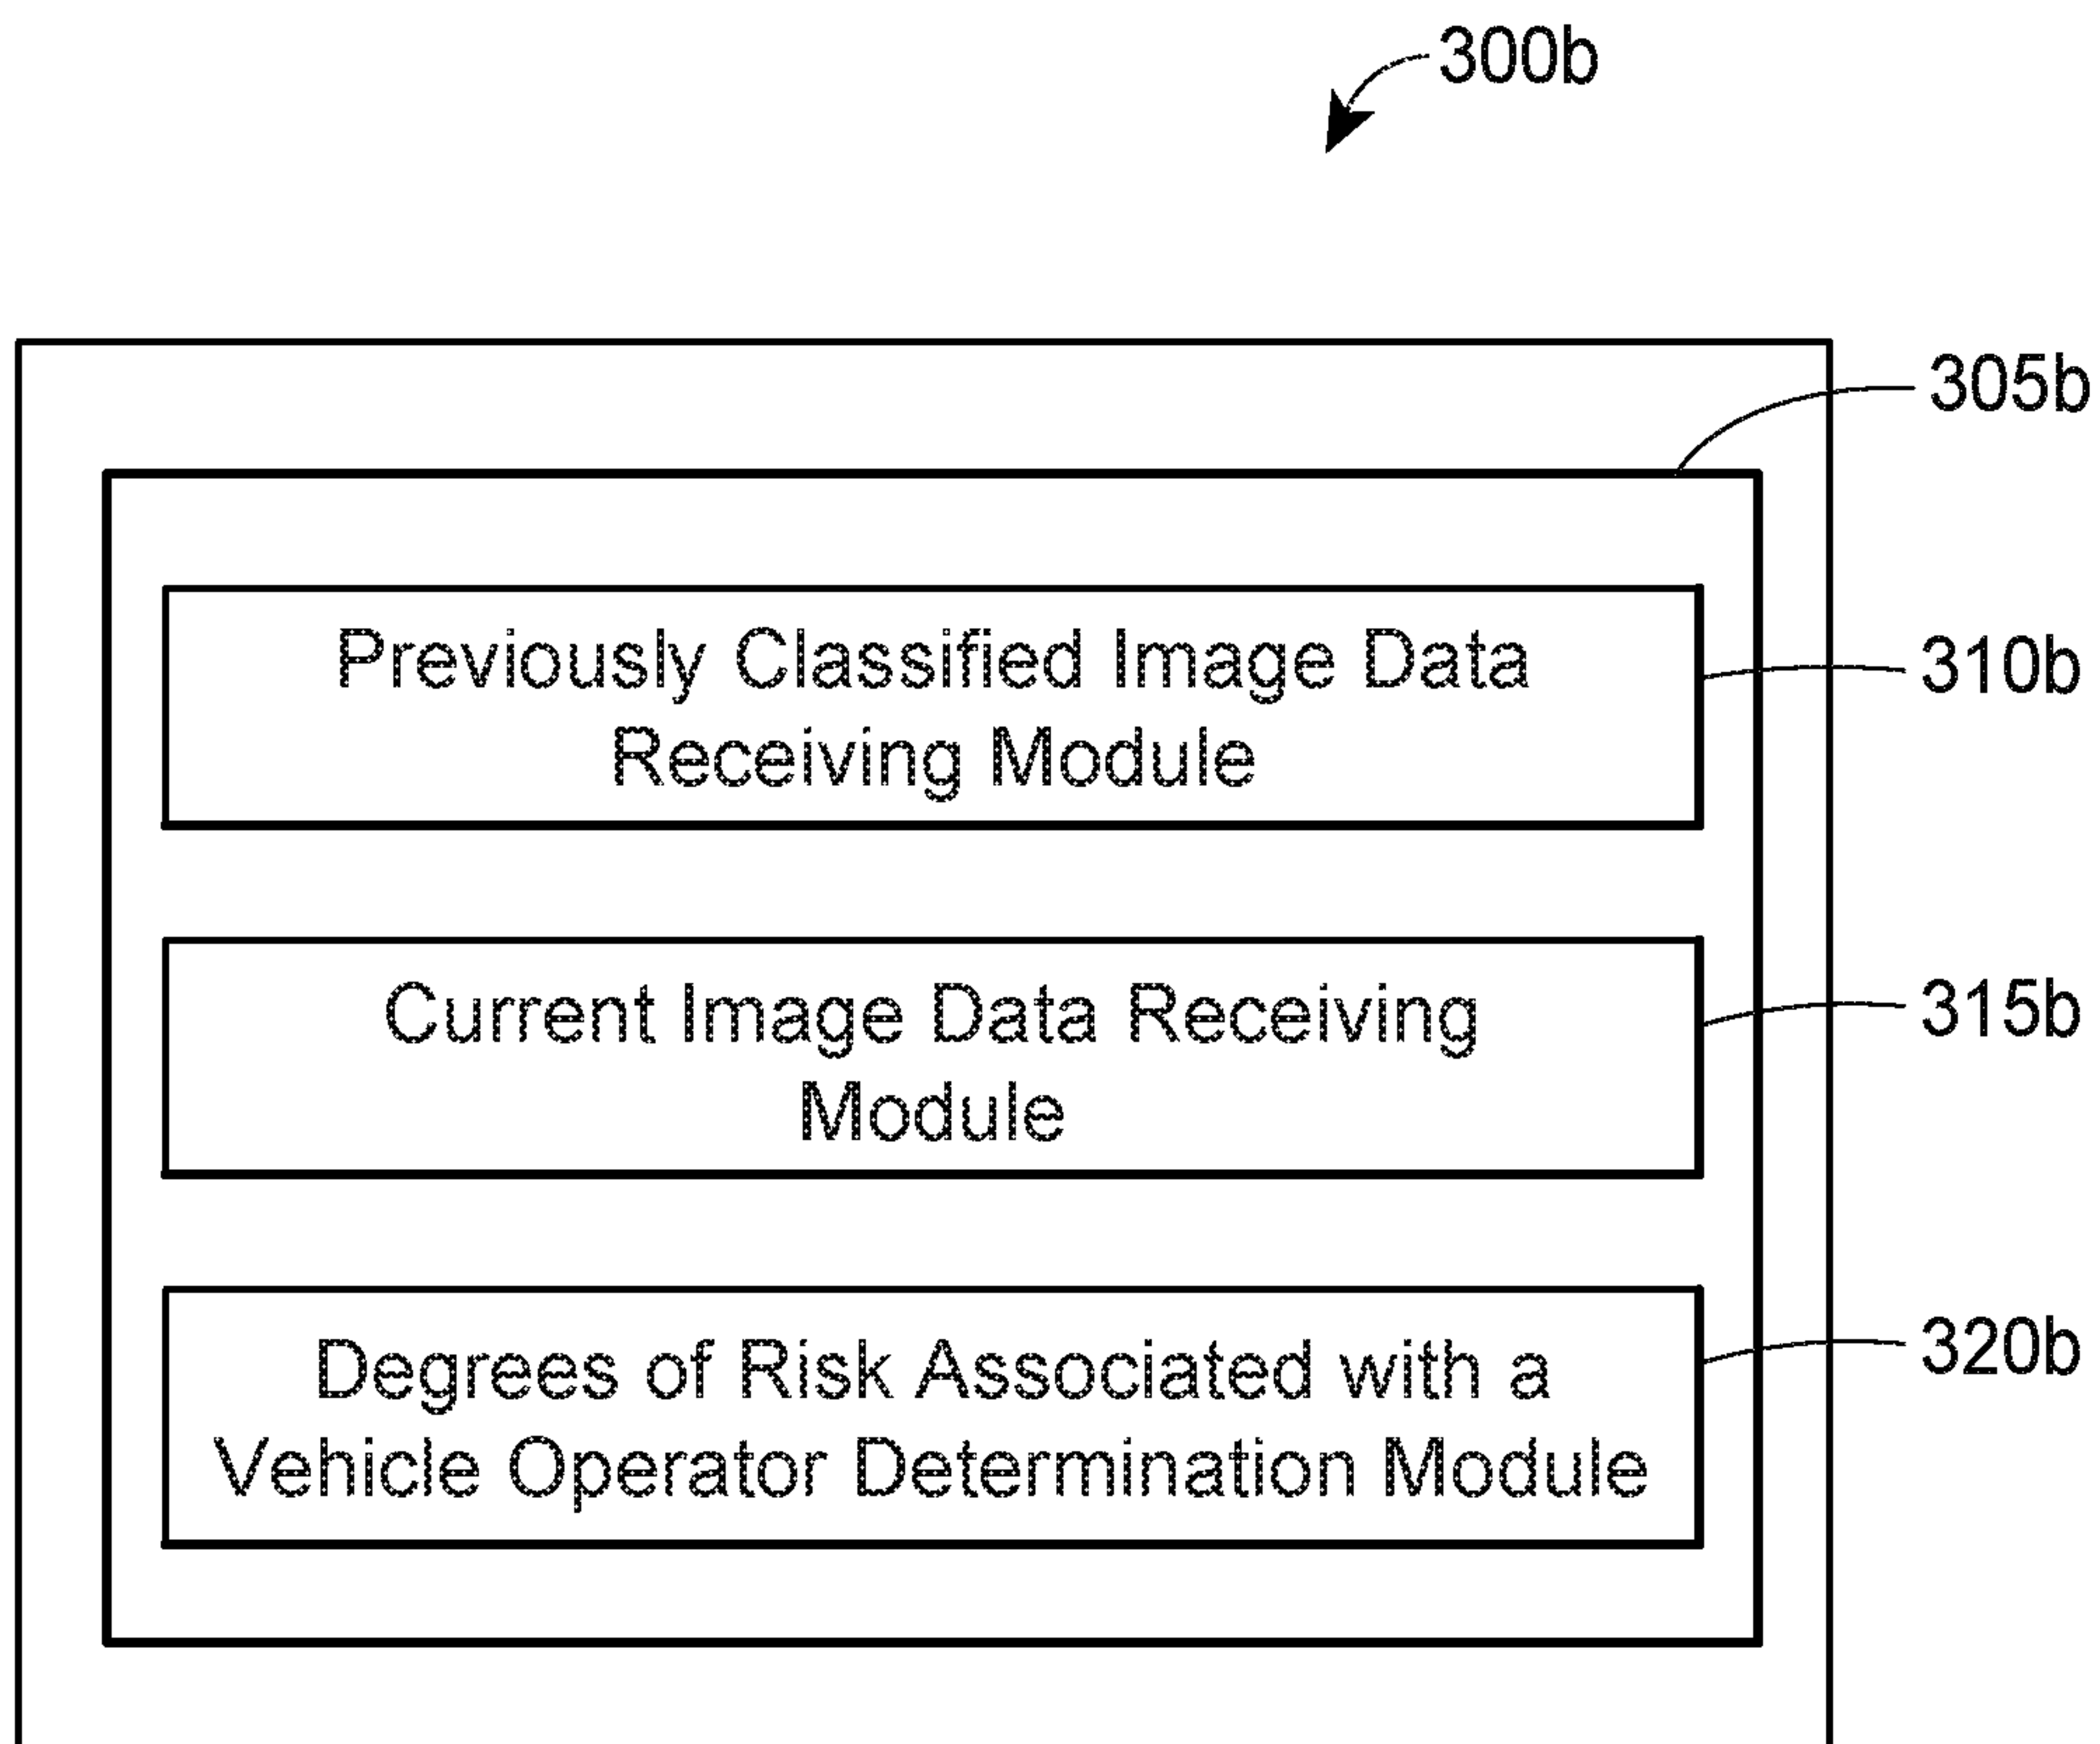 300b
305b
Previously Classified Image Data
Receiving Module
310b
Current Image Data Receiving
Module
315b
Degrees of Risk Associated with a
Vehicle Operator Determination Module
320b